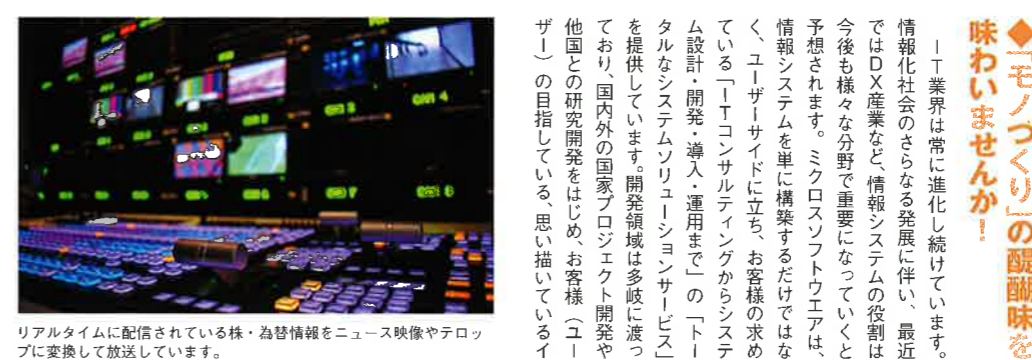 ◆「モノつくり」の醍醐味を
味わいませんか!
IT業界は常に進化し続けています。
情報化社会のさらなる発展に伴い、最近
ではDX産業など、情報システムの役割は
今後も様々な分野で重要になっていくと
予想されます。ミクロスソフトウエアは、
情報システムを単に構築するだけではな
く、ユーザーサイドに立ち、お客様の求め
ている「ITコンサルティングからシステ
ム設計・開発・導入・運用まで」の「トー
タルなシステムソリューションサービス」
を提供しています。開発領域は多岐に渡っ
ており、国内外の国家プロジェクト開発や
他国との研究開発をはじめ、お客様（ユー
ザー）の目指している、思い描いているイ
CAM 4
リアルタイムに配信されている株・為替情報をニュース映像やテロッ
プに変換して放送しています。